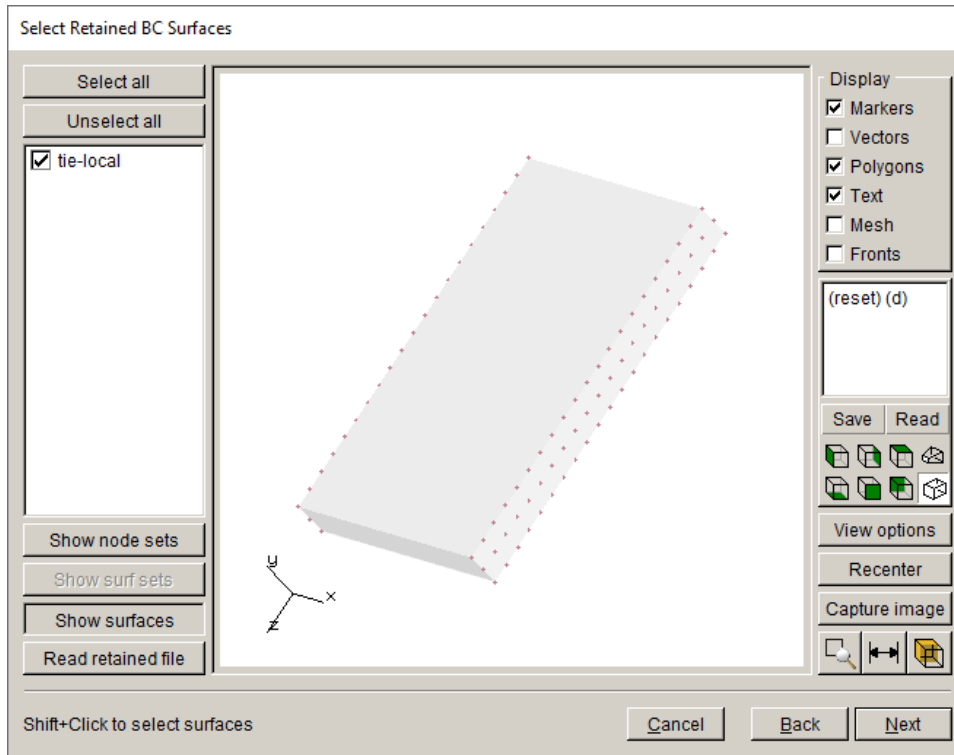 Select Retained BC Surfaces
Select all
Unselect all
tie-local
Show node sets
Show surf sets
Show surfaces
Read retained file
y
x
z
Display
Markers
Vectors
Polygons
Text
Mesh
Fronts
(reset) (d)
Save Read
View options
Recenter
Capture image
Shift+Click to select surfaces
Cancel Back Next